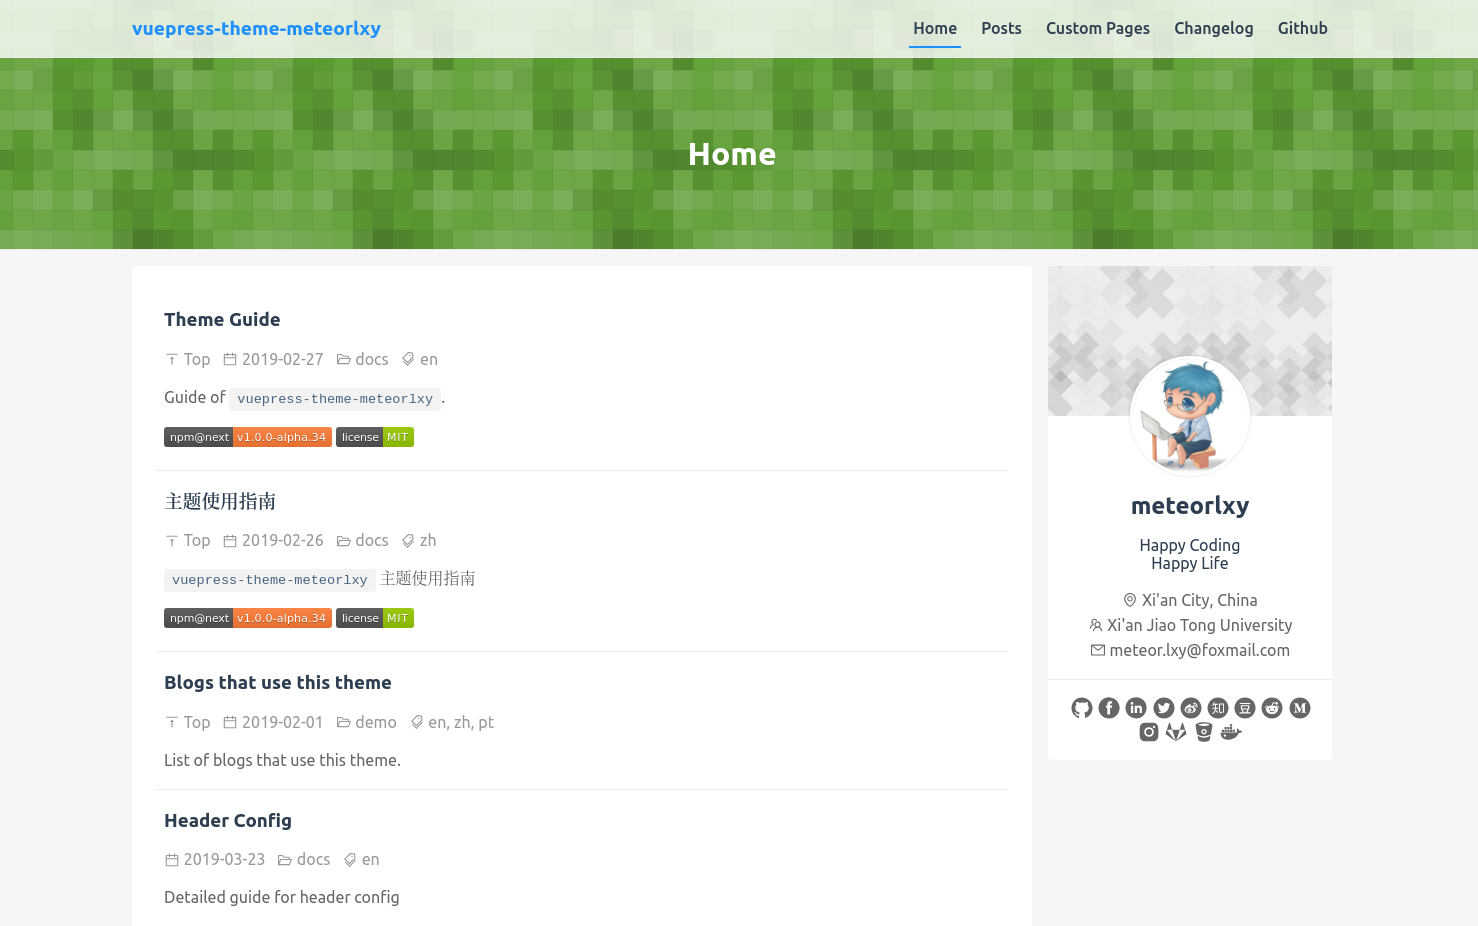 vuepress-theme-meteorlxy
Home Posts Custom Pages Changelog Github
Home
Theme Guide
Top 2019-02-27 docs en
Guide of vuepress-theme-meteorlxy.
npm@next v1.0.0-alpha.34 license MIT
主题使用指南
Top 2019-02-26 docs zh
vuepress-theme-meteorlxy 主题使用指南
npm@next v1.0.0-alpha.34 license MIT
Blogs that use this theme
Top 2019-02-01 demo en, zh, pt
List of blogs that use this theme.
Header Config
2019-03-23 docs en
Detailed guide for header config
meteorlxy
Happy Coding
Happy Life
Xi'an City, China
Xi'an Jiao Tong University
meteor.lxy@foxmail.com
知 豆 M